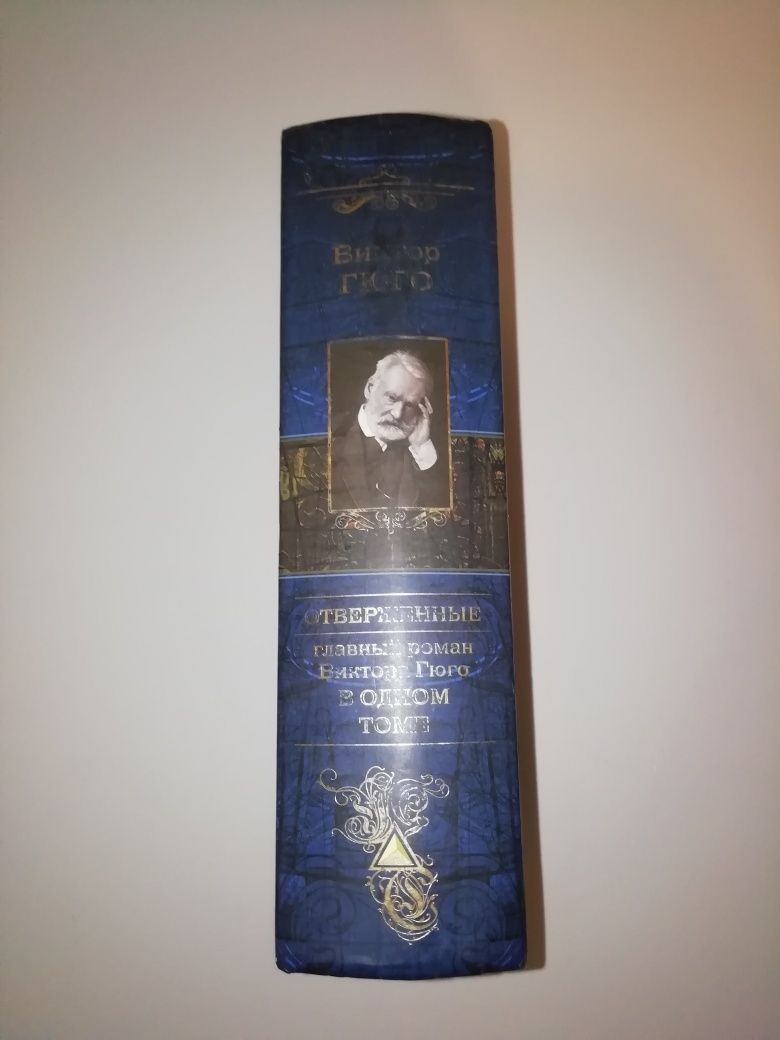 Виктор
ГЮГО
ОТВЕРЖЕННЫЕ
главный роман
Виктора Гюго
В ОДНОМ
ТОМЕ